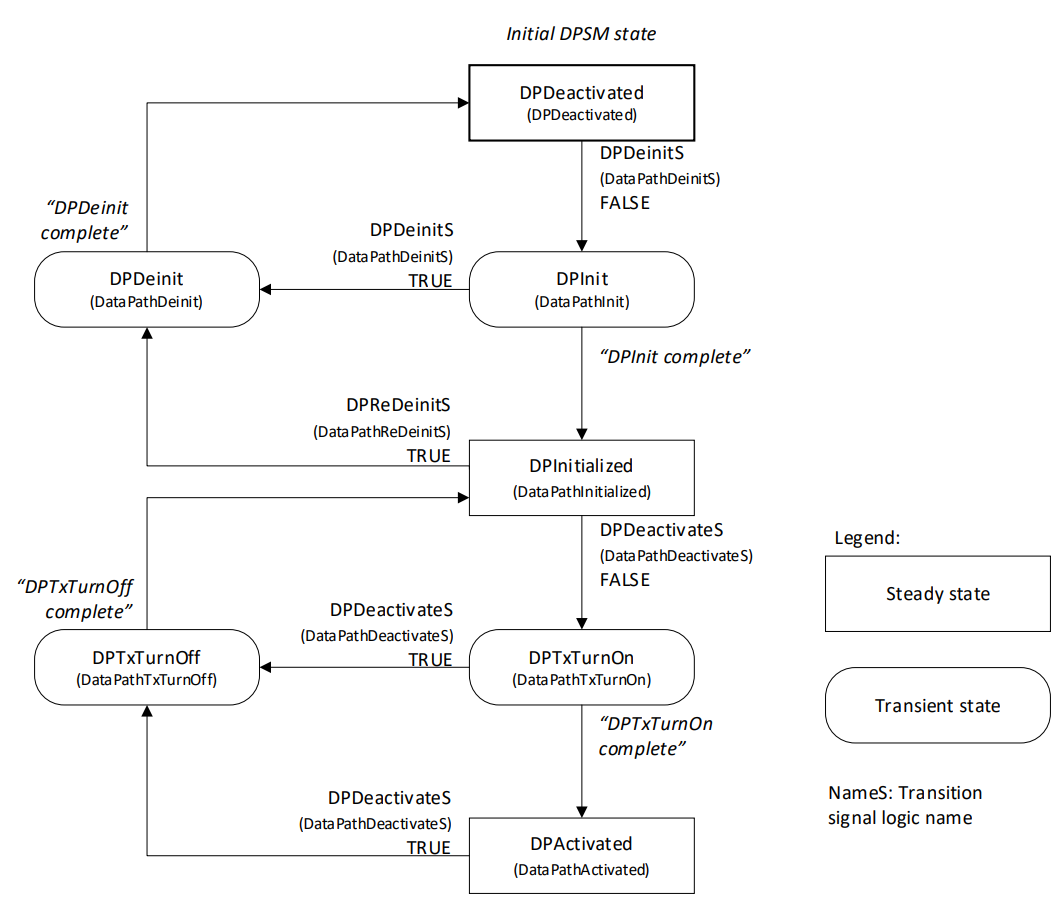 Initial DPSM state
DPDeactivated
(DPDeactivated)
DPDeinitS
(DataPathDeinitS)
FALSE
“DPDeinit
complete”
DPDeinitS
(DataPathDeinitS)
TRUE
DPDeinit
(DataPathDeinit)
DPInit
(DataPathInit)
“DPInit complete”
DPReDeinitS
(DataPathReDeinitS)
TRUE
DPInitialized
(DataPathInitialized)
DPDeactivateS
(DataPathDeactivateS)
FALSE
“DPTxTurnOff
complete”
DPDeactivateS
(DataPathDeactivateS)
TRUE
DPTxTurnOff
(DataPathTxTurnOff)
DPTxTurnOn
(DataPathTxTurnOn)
“DPTxTurnOn
complete”
DPDeactivateS
(DataPathDeactivateS)
TRUE
DPActivated
(DataPathActivated)
Legend:
Steady state
Transient state
NameS: Transition
signal logic name